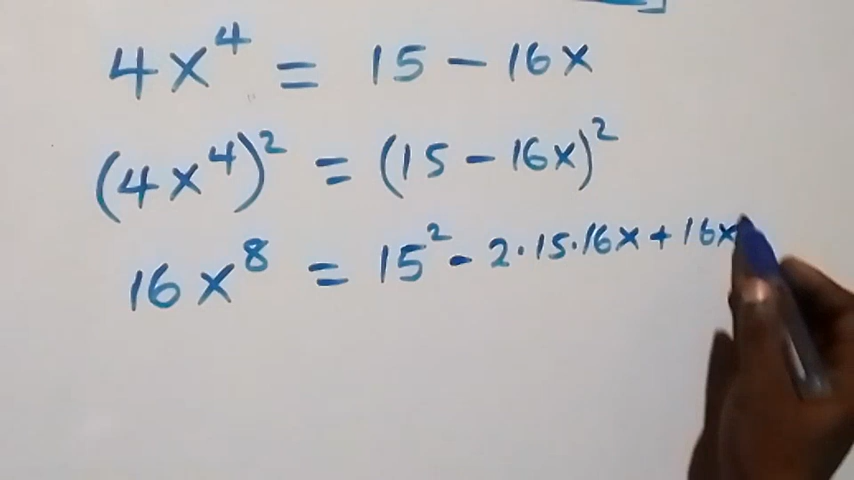 4x⁴ = 15 - 16x
(4x⁴)² = (15 - 16x)²
16x⁸ = 15² - 2·15·16x + 16x